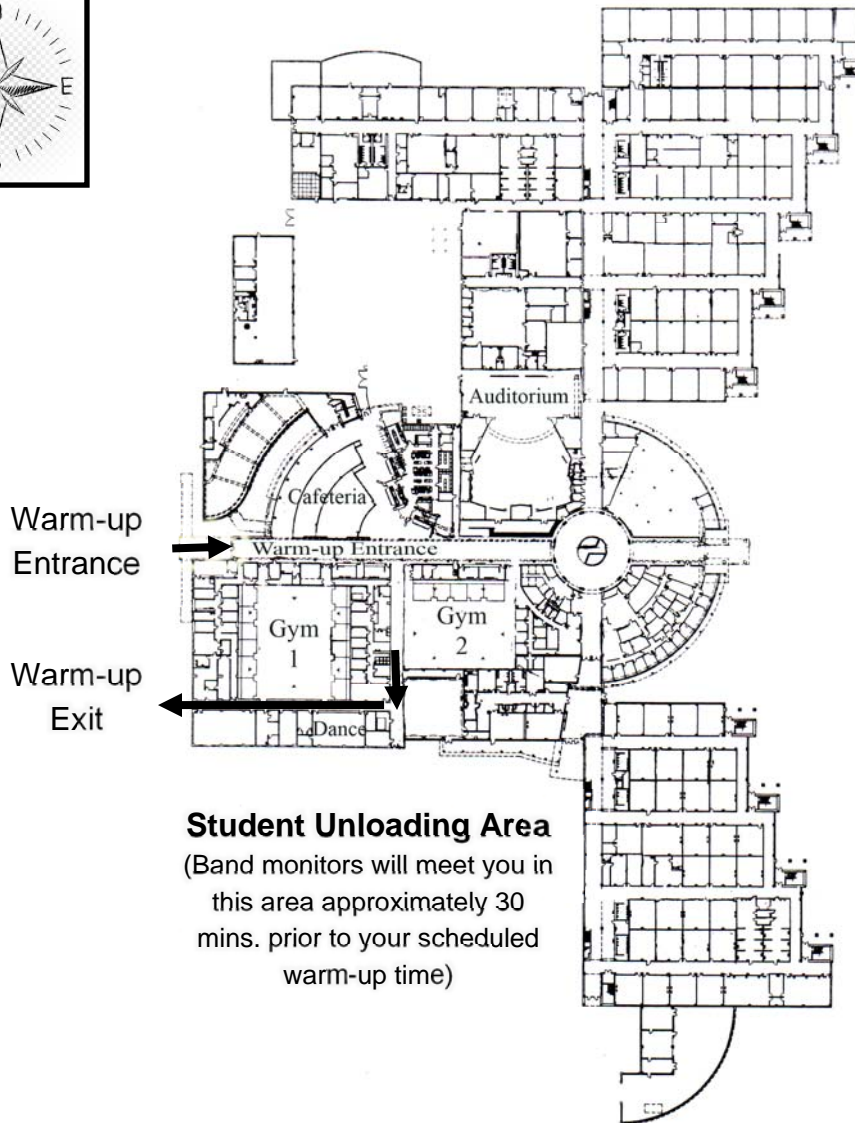 E
Auditorium
Cafeteria
Warm-up
Entrance
Warm-up Entrance
Gym
1
Gym
2
Warm-up
Exit
Dance
Student Unloading Area
(Band monitors will meet you in
this area approximately 30
mins. prior to your scheduled
warm-up time)